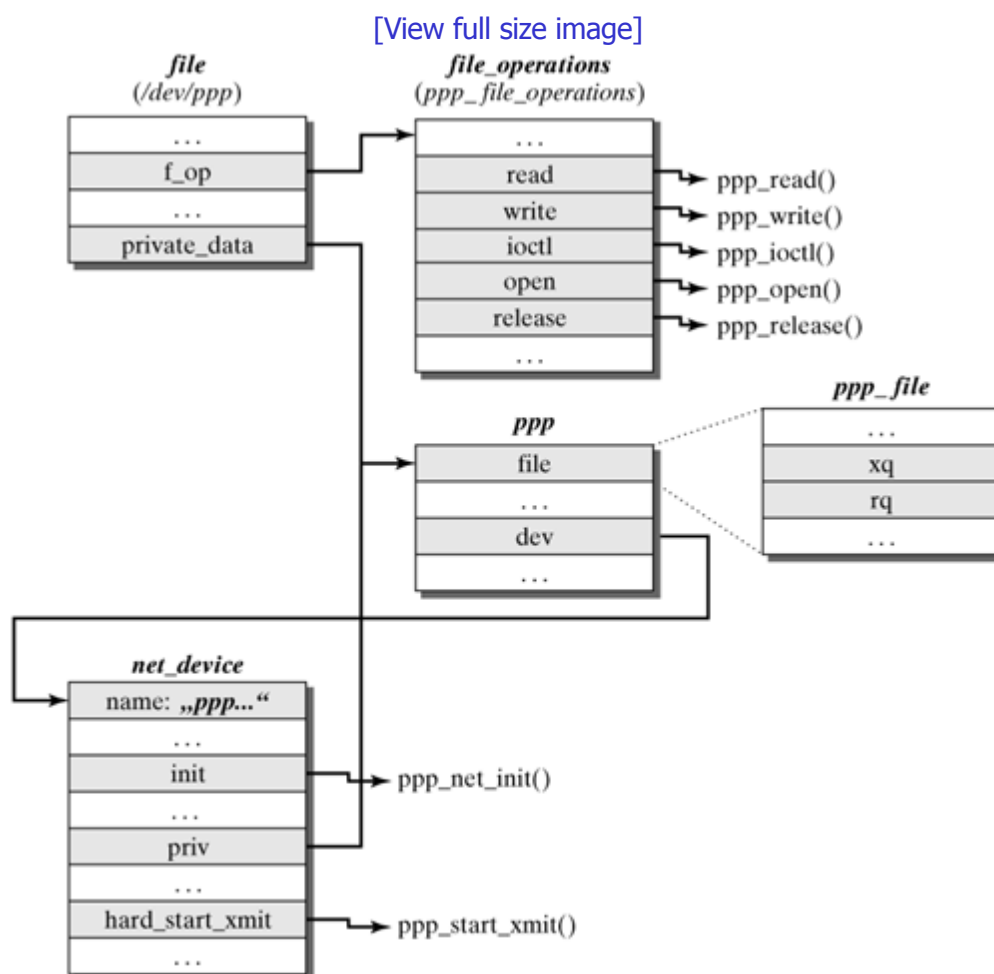 [View full size image]
file
(/dev/ppp)
...
f_op
...
private_data
file_operations
(ppp_file_operations)
...
read
write
ioctl
open
release
...
ppp_read()
ppp_write()
ppp_ioctl()
ppp_open()
ppp_release()
ppp
file
...
dev
...
ppp_file
...
xq
rq
...
net_device
name: „ppp...“
...
init
...
priv
...
hard_start_xmit
...
ppp_net_init()
ppp_start_xmit()